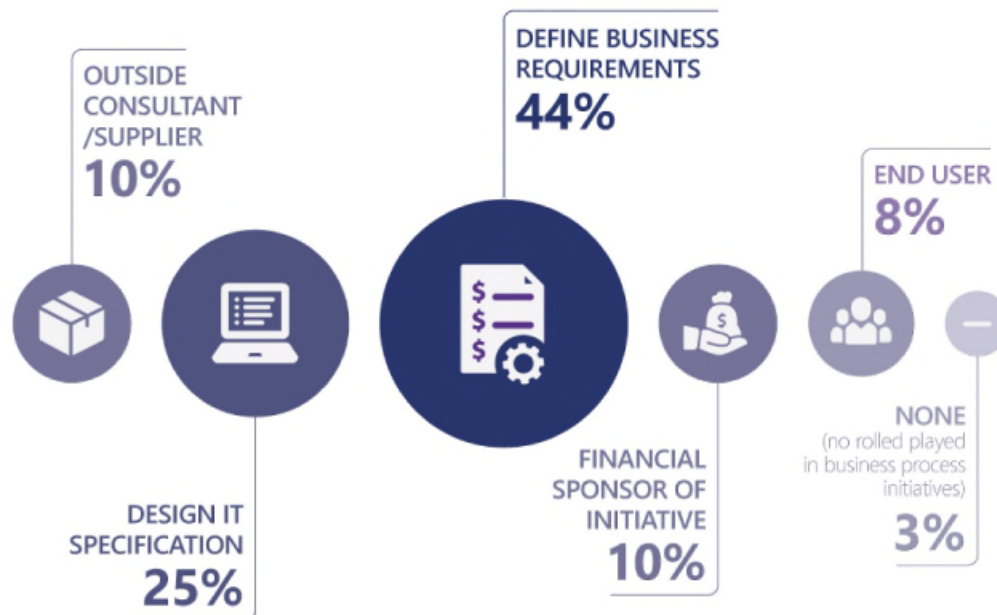 OUTSIDE
CONSULTANT
/SUPPLIER
10%
DESIGN IT
SPECIFICATION
25%
DEFINE BUSINESS
REQUIREMENTS
44%
$
$
$
$
FINANCIAL
SPONSOR OF
INITIATIVE
10%
END USER
8%
NONE
(no rolled played
in business process
initiatives)
3%